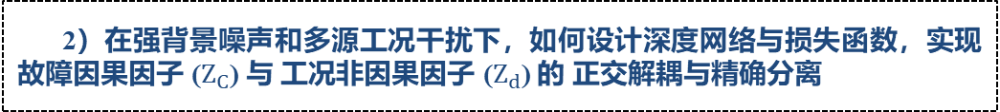 2）在强背景噪声和多源工况干扰下，如何设计深度网络与损失函数，实现
故障因果因子 (Z_C) 与 工况非因果因子 (Z_d) 的 正交解耦与精确分离